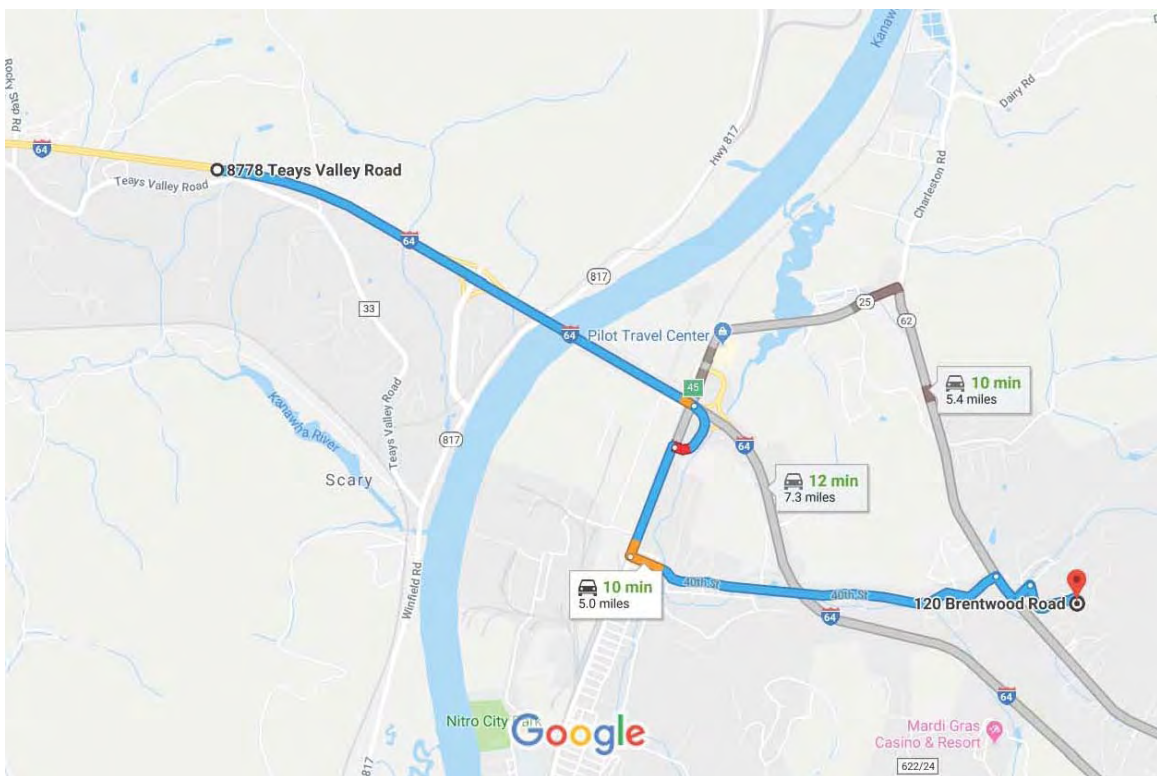 Rocky Step Rd
64
8778 Teays Valley Road
Teays Valley Road
64
33
Hwy 817
Kanawh
Dairy Rd
Charleston Rd
817
64
Pilot Travel Center
25
62
45
10 min
5.4 miles
64
12 min
7.3 miles
Kanawha River
Teays Valley Road
817
Scary
Winfield Rd
10 min
5.0 miles
40th St
40th St
120 Brentwood Road
64
64
Nitro City Park
Google
Mardi Gras
Casino & Resort
622/24